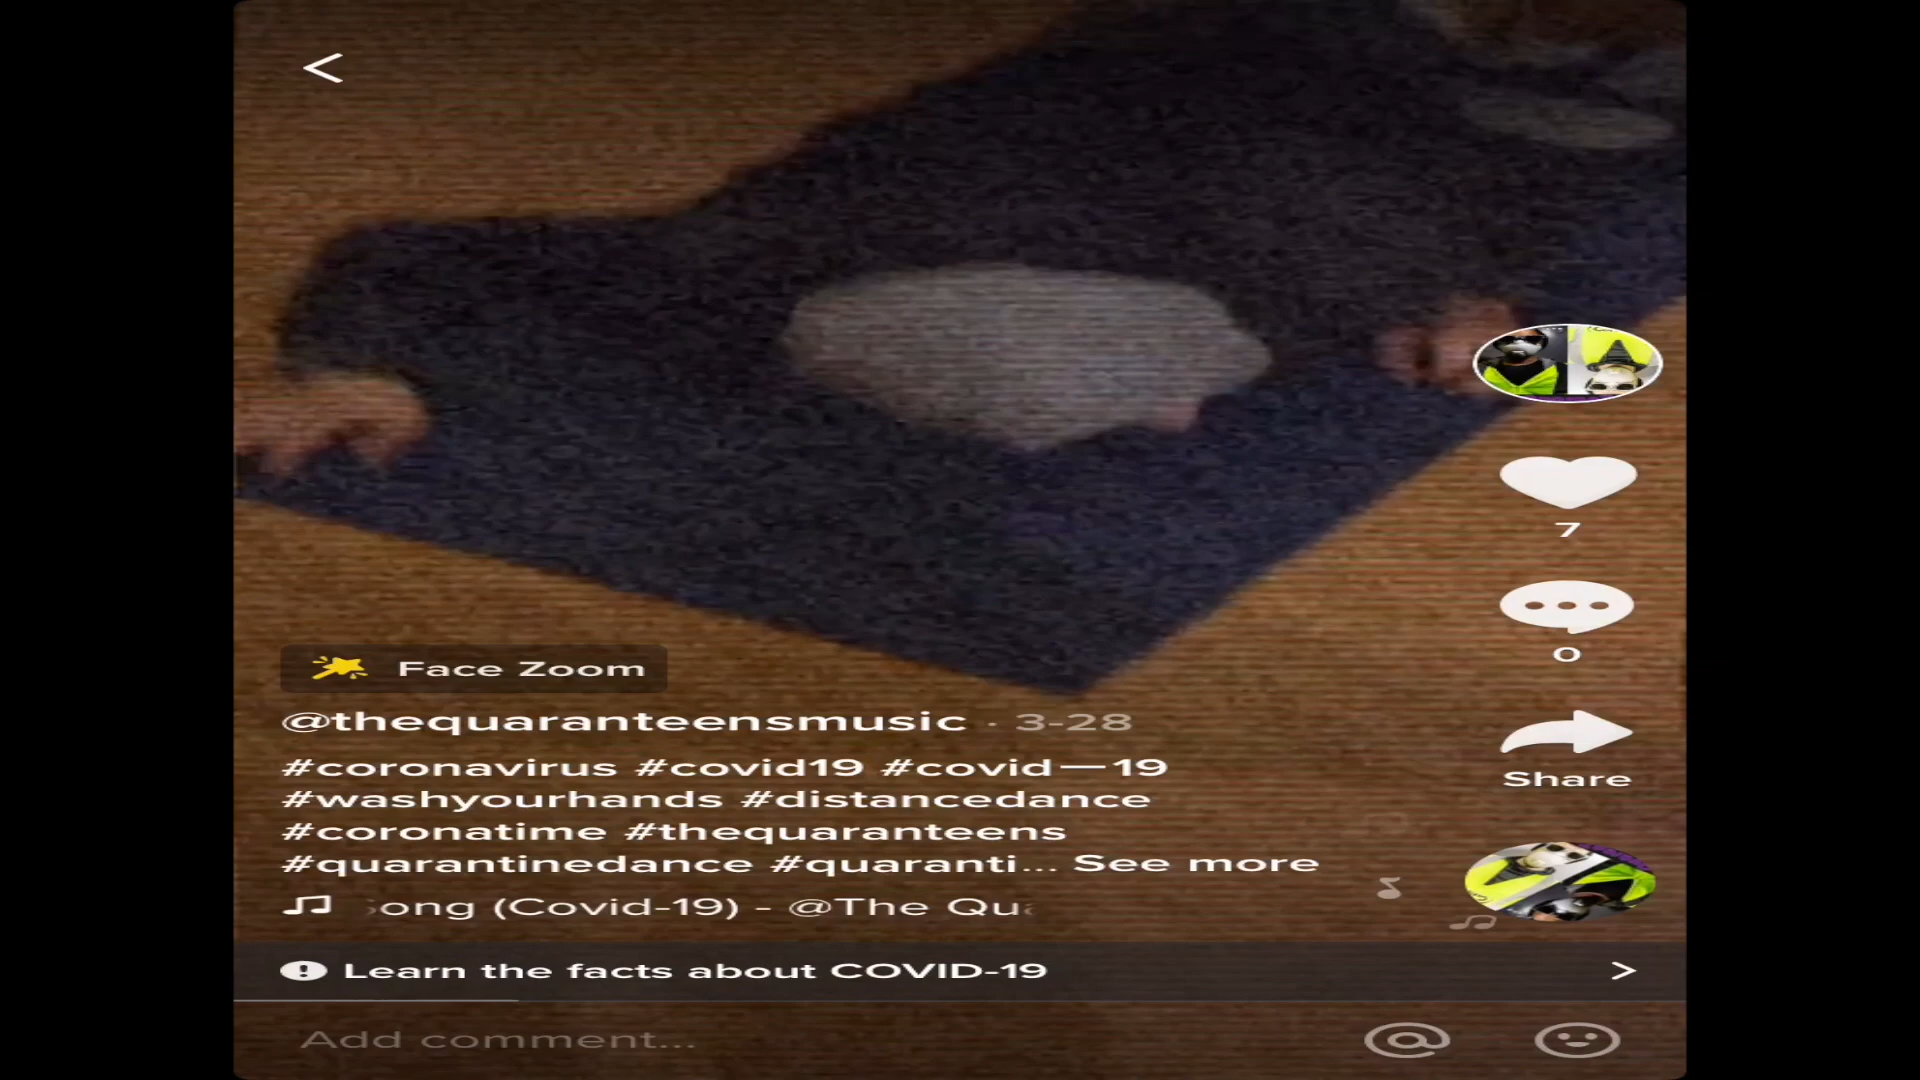 7
0
Share
Face Zoom
@thequaranteensmusic · 3-28
#coronavirus #covid19 #covid—19
#washyourhands #distancedance
#coronatime #thequaranteens
#quarantinedance #quaranti... See more
ong (Covid-19) - @The Qu
Learn the facts about COVID-19
Add comment...